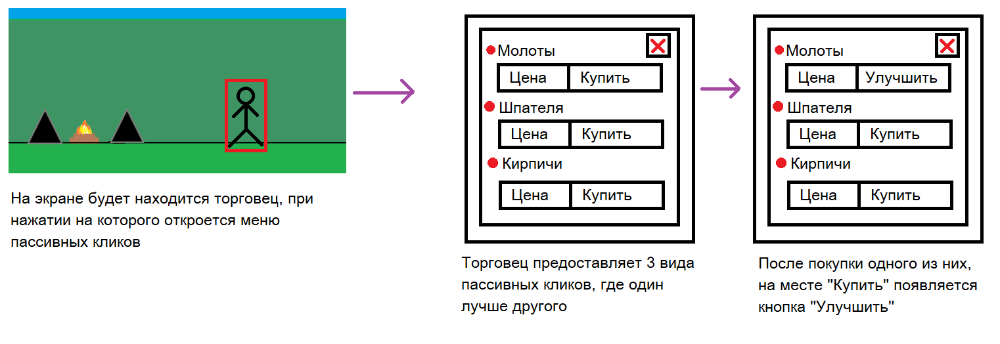 Молоты
Цена Купить
Шпателя
Цена Купить
Кирпичи
Цена Купить
Молоты
Цена Улучшить
Шпателя
Цена Купить
Кирпичи
Цена Купить
На экране будет находится торговец, при
нажатии на которого откроется меню
пассивных кликов
Торговец предоставляет 3 вида
пассивных кликов, где один
лучше другого
После покупки одного из них,
на месте "Купить" появляется
кнопка "Улучшить"